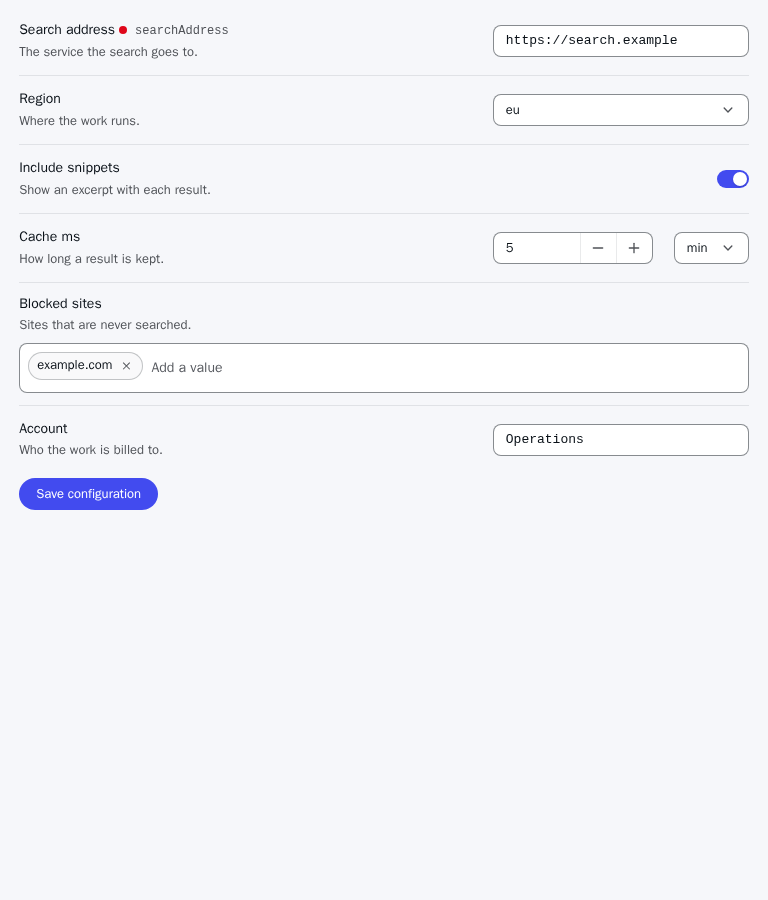 Search address searchAddress
The service the search goes to.
https://search.example
Region
Where the work runs.
eu
Include snippets
Show an excerpt with each result.
Cache ms
How long a result is kept.
5
min
Blocked sites
Sites that are never searched.
example.com
Add a value
Account
Who the work is billed to.
Operations
Save configuration